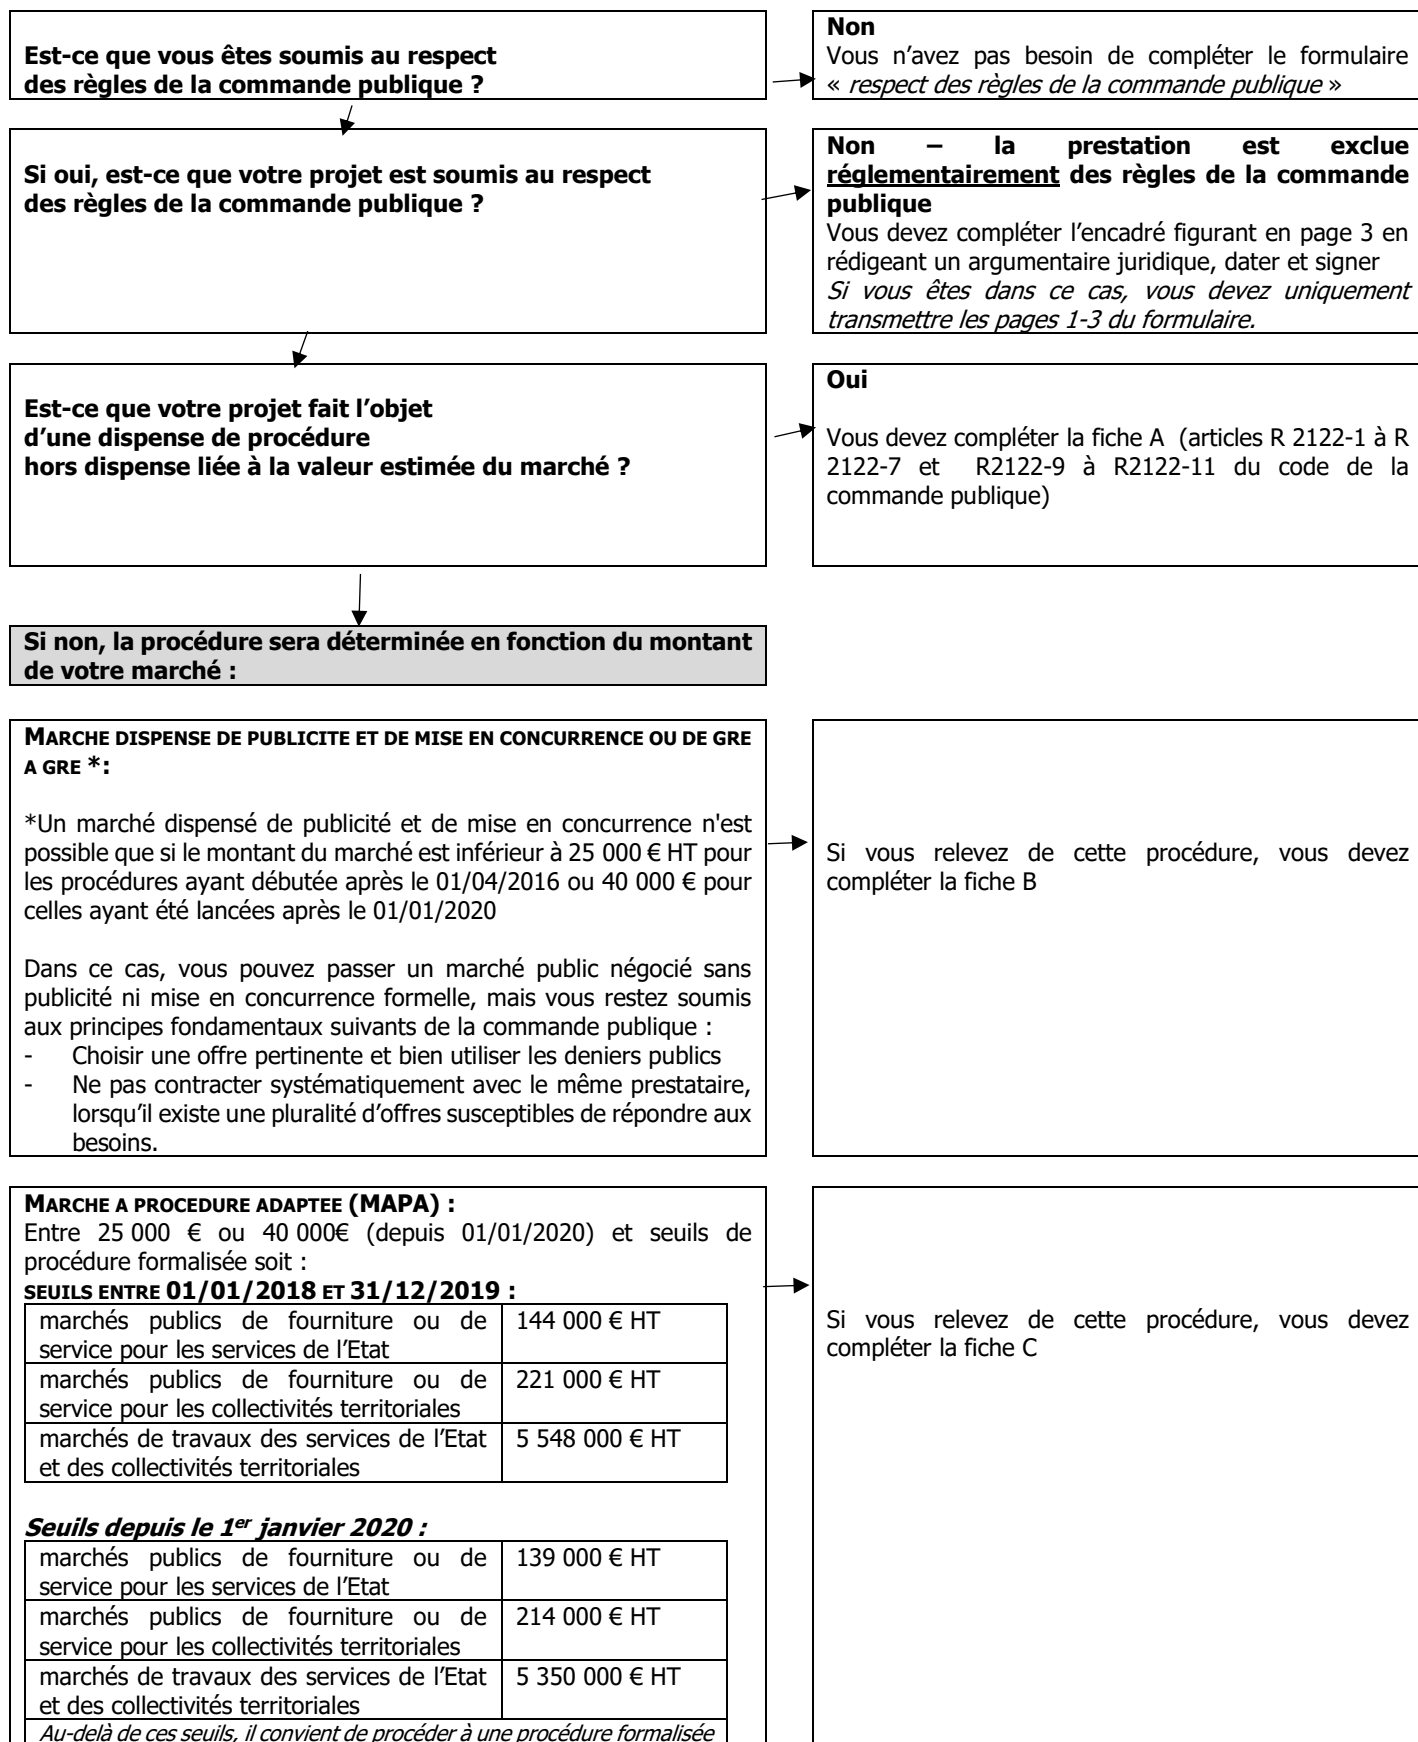 Est-ce que vous êtes soumis au respect
des règles de la commande publique ?
Non
Vous n’avez pas besoin de compléter le formulaire
« respect des règles de la commande publique »
Si oui, est-ce que votre projet est soumis au respect
des règles de la commande publique ?
Non – la prestation est exclue
réglementairement des règles de la commande
publique
Vous devez compléter l’encadré figurant en page 3 en
rédigeant un argumentaire juridique, dater et signer
Si vous êtes dans ce cas, vous devez uniquement
transmettre les pages 1-3 du formulaire.
Est-ce que votre projet fait l’objet
d’une dispense de procédure
hors dispense liée à la valeur estimée du marché ?
Oui
Vous devez compléter la fiche A (articles R 2122-1 à R
2122-7 et R2122-9 à R2122-11 du code de la
commande publique)
Si non, la procédure sera déterminée en fonction du montant
de votre marché :
MARCHE DISPENSE DE PUBLICITE ET DE MISE EN CONCURRENCE OU DE GRE
A GRE *:
*Un marché dispensé de publicité et de mise en concurrence n'est
possible que si le montant du marché est inférieur à 25 000 € HT pour
les procédures ayant débutée après le 01/04/2016 ou 40 000 € pour
celles ayant été lancées après le 01/01/2020
Dans ce cas, vous pouvez passer un marché public négocié sans
publicité ni mise en concurrence formelle, mais vous restez soumis
aux principes fondamentaux suivants de la commande publique :
- Choisir une offre pertinente et bien utiliser les deniers publics
- Ne pas contracter systématiquement avec le même prestataire,
lorsqu’il existe une pluralité d’offres susceptibles de répondre aux
besoins.
Si vous relevez de cette procédure, vous devez
compléter la fiche B
MARCHE A PROCEDURE ADAPTEE (MAPA) :
Entre 25 000 € ou 40 000€ (depuis 01/01/2020) et seuils de
procédure formalisée soit :
SEUILS ENTRE 01/01/2018 ET 31/12/2019 :
marchés publics de fourniture ou de 144 000 € HT
service pour les services de l’Etat
marchés publics de fourniture ou de 221 000 € HT
service pour les collectivités territoriales
marchés de travaux des services de l’Etat 5 548 000 € HT
et des collectivités territoriales
Seuils depuis le 1er janvier 2020 :
marchés publics de fourniture ou de 139 000 € HT
service pour les services de l’Etat
marchés publics de fourniture ou de 214 000 € HT
service pour les collectivités territoriales
marchés de travaux des services de l’Etat 5 350 000 € HT
et des collectivités territoriales
Au-delà de ces seuils, il convient de procéder à une procédure formalisée
Si vous relevez de cette procédure, vous devez
compléter la fiche C